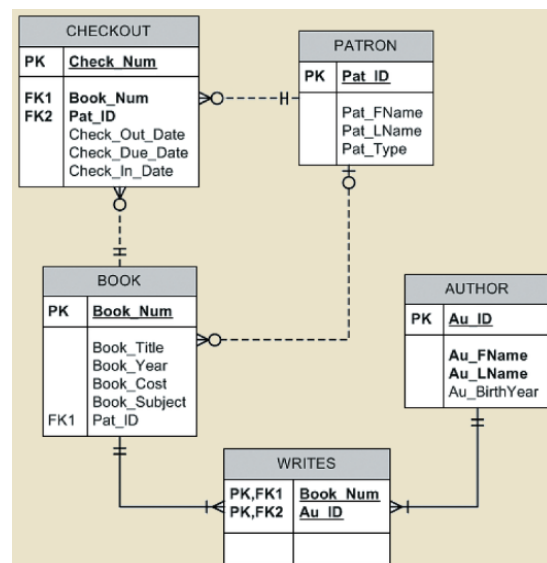 CHECKOUT
PK Check_Num
FK1 Book_Num
FK2 Pat_ID
Check_Out_Date
Check_Due_Date
Check_In_Date
PATRON
PK Pat_ID
Pat_FName
Pat_LName
Pat_Type
BOOK
PK Book_Num
Book_Title
Book_Year
Book_Cost
Book_Subject
FK1 Pat_ID
AUTHOR
PK Au_ID
Au_FName
Au_LName
Au_BirthYear
WRITES
PK,FK1 Book_Num
PK,FK2 Au_ID